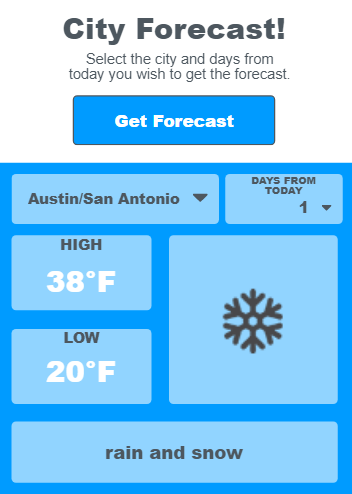 City Forecast!
Select the city and days from
today you wish to get the forecast.
Get Forecast
Austin/San Antonio
DAYS FROM
TODAY
1
HIGH
38°F
LOW
20°F
rain and snow